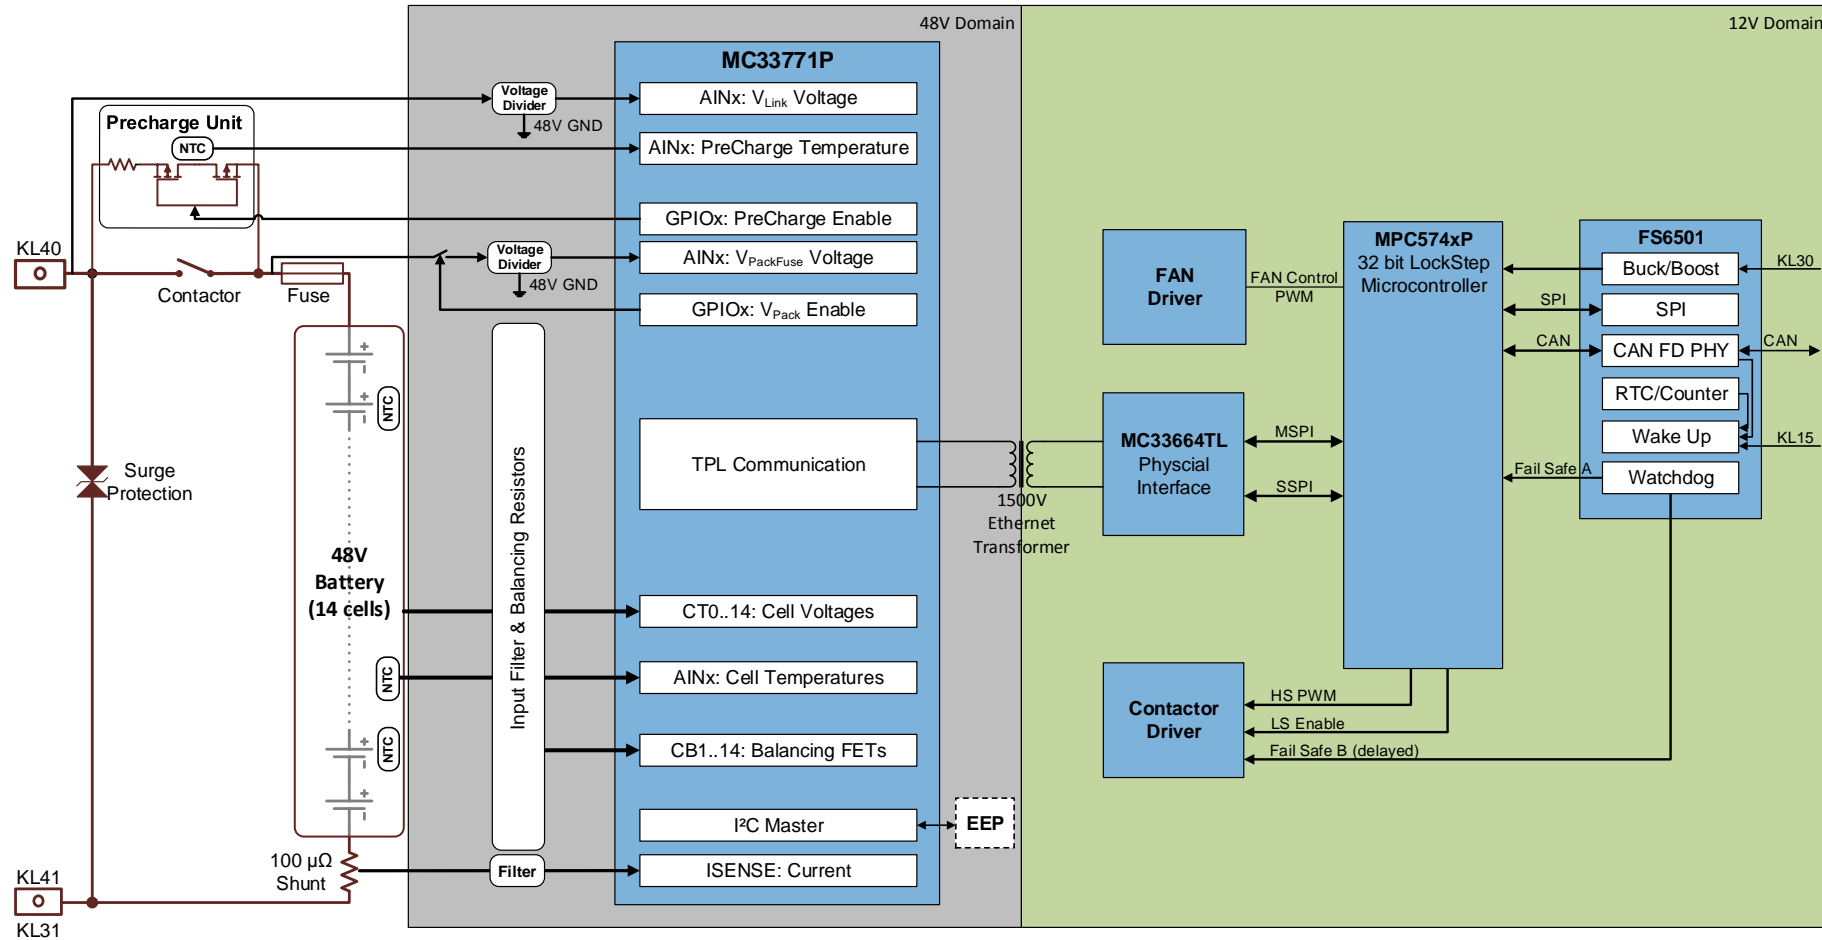 48V Domain
12V Domain
MC33771P
Voltage
Divider
AINx: VLink Voltage
48V GND
Precharge Unit
NTC
AINx: PreCharge Temperature
GPIOx: PreCharge Enable
KL40
Voltage
Divider
AINx: VPackFuse Voltage
48V GND
Contactor
Fuse
GPIOx: VPack Enable
NTC
TPL Communication
Surge
Protection
Input Filter & Balancing Resistors
48V
Battery
(14 cells)
CT0..14: Cell Voltages
NTC
AINx: Cell Temperatures
NTC
CB1..14: Balancing FETs
I²C Master
EEP
100 µΩ
Shunt
Filter
ISENSE: Current
KL41
KL31
1500V
Ethernet
Transformer
FAN
Driver
FAN Control
PWM
MPC574xP
32 bit LockStep
Microcontroller
FS6501
Buck/Boost
KL30
SPI
SPI
CAN
CAN FD PHY
CAN
RTC/Counter
Wake Up
KL15
Fail Safe A
Watchdog
MC33664TL
Physcial
Interface
MSPI
SSPI
Contactor
Driver
HS PWM
LS Enable
Fail Safe B (delayed)